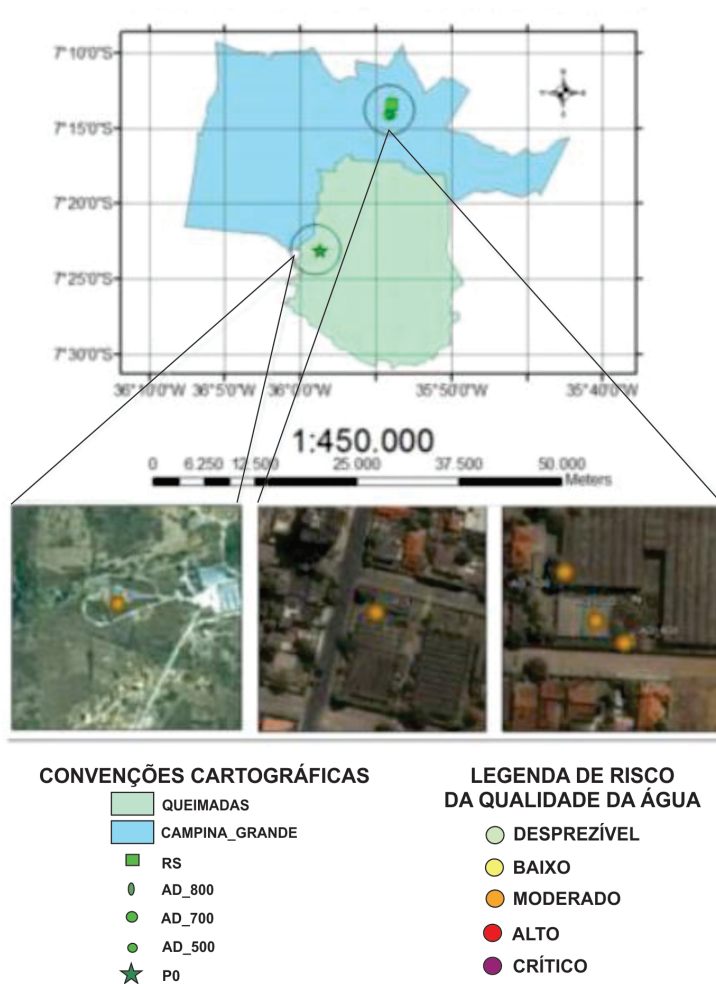 7°10'0"S
7°15'0"S
7°20'0"S
7°25'0"S
7°30'0"S
36°10'0"W 36°5'0"W 36°0'0"W 35°50'0"W 35°40'0"W
1:450.000
0 6.250 12.500 25.000 37.500 50.000
Meters
CONVENÇÕES CARTOGRÁFICAS
QUEIMADAS
CAMPINA_GRANDE
RS
AD_800
AD_700
AD_500
P0
LEGENDA DE RISCO
DA QUALIDADE DA ÁGUA
DESPREZÍVEL
BAIXO
MODERADO
ALTO
CRÍTICO